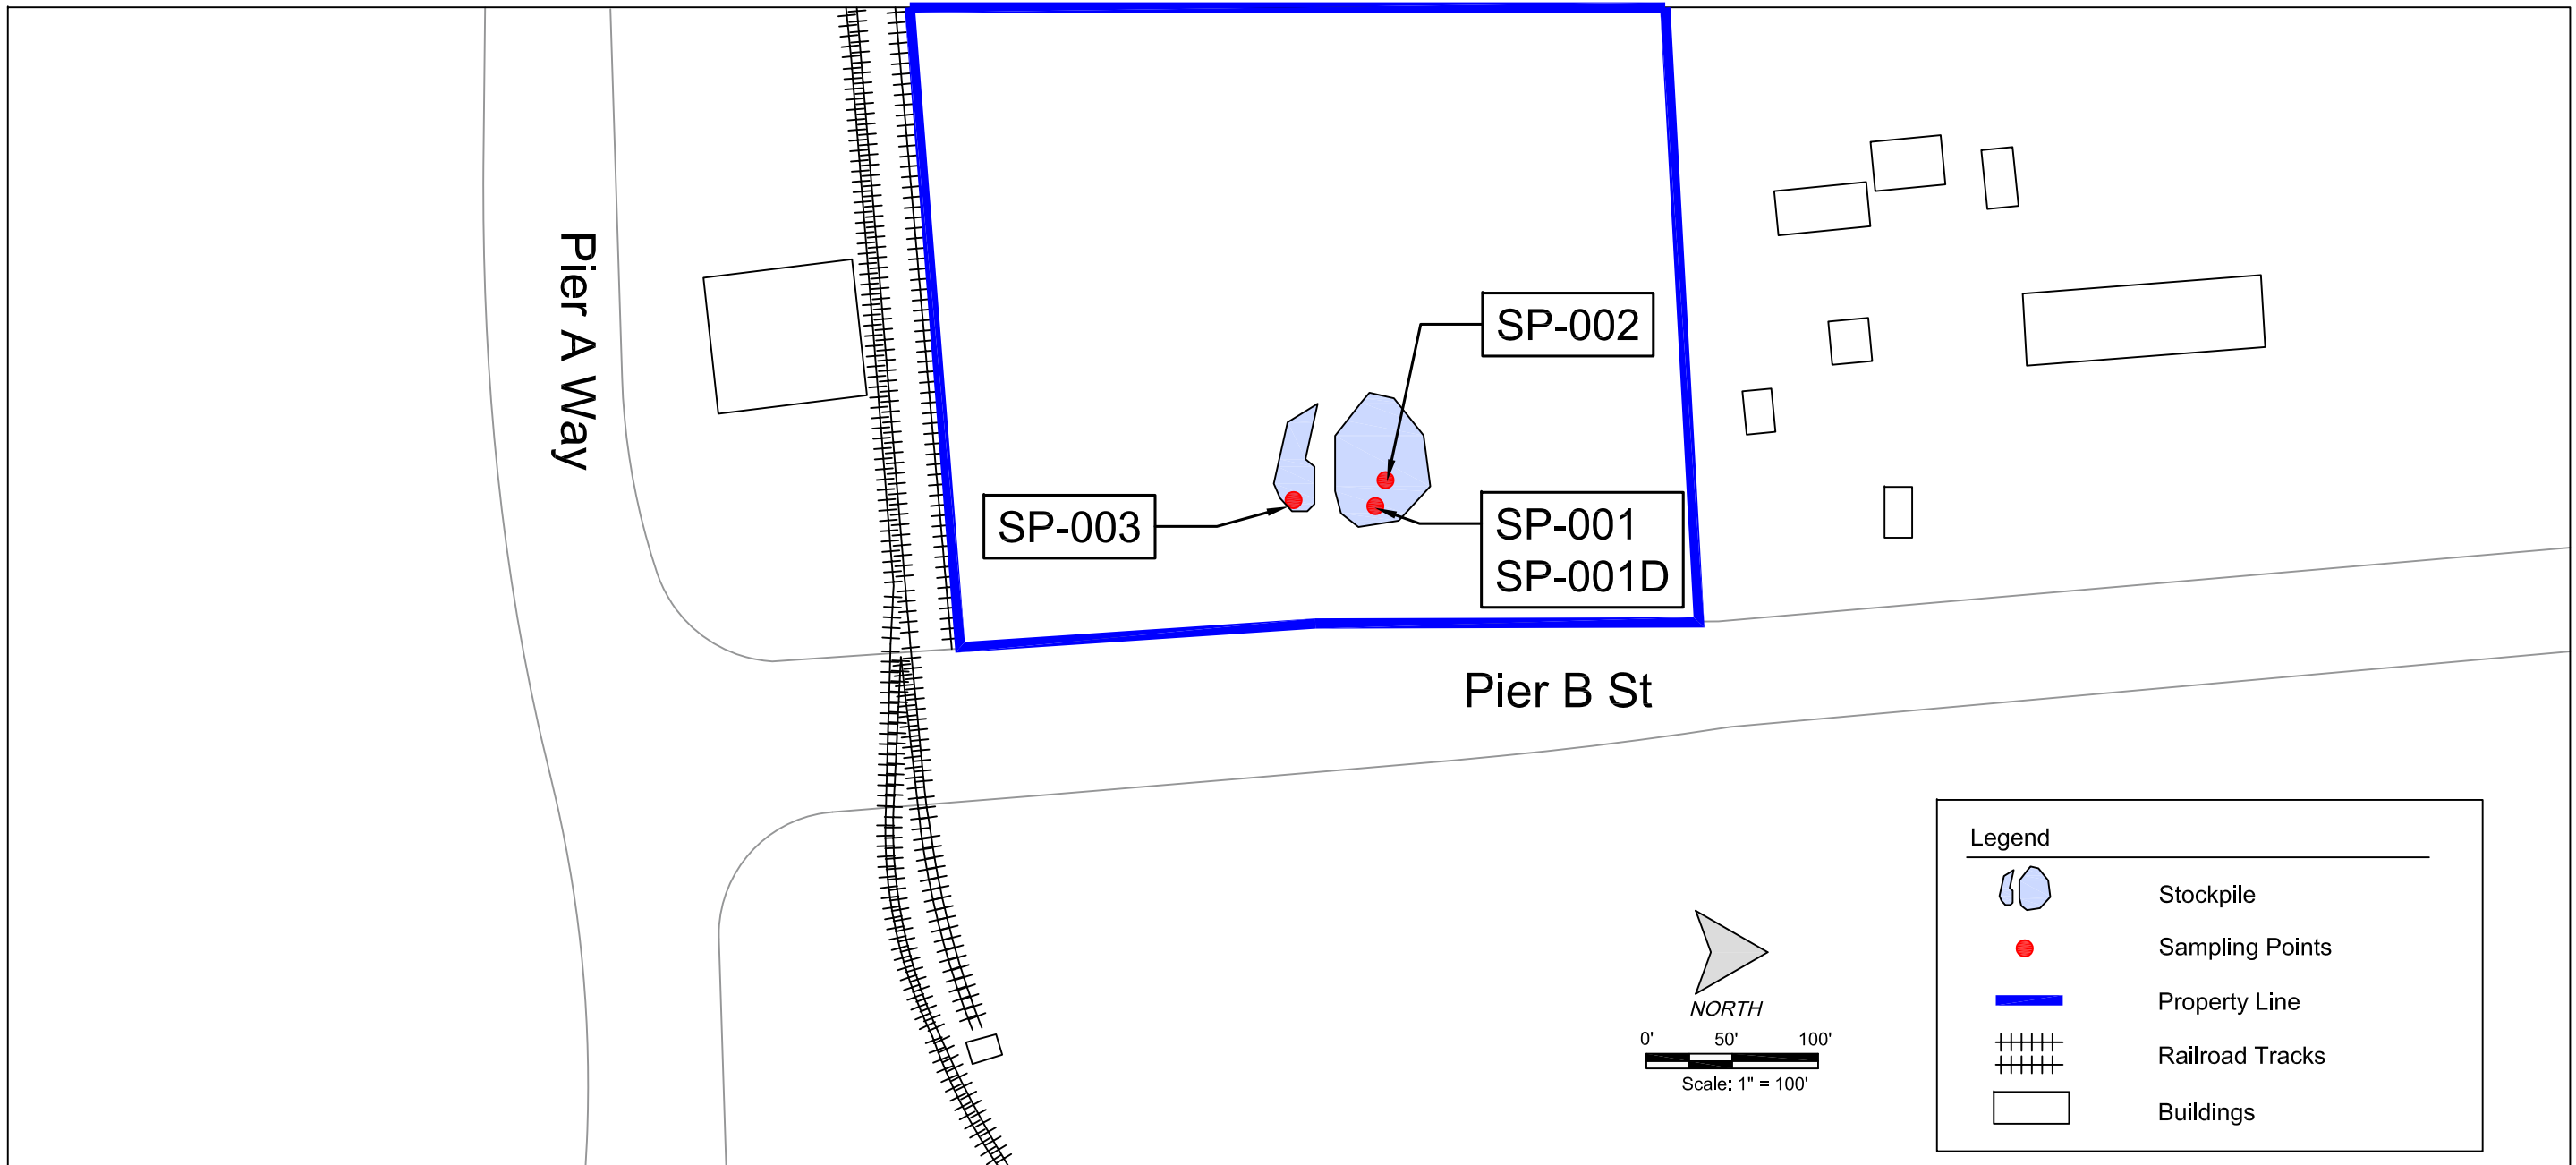 Pier A Way
SP-002
SP-003
SP-001
SP-001D
Pier B St
NORTH
0' 50' 100'
Scale: 1" = 100'
Legend
Stockpile
Sampling Points
Property Line
Railroad Tracks
Buildings